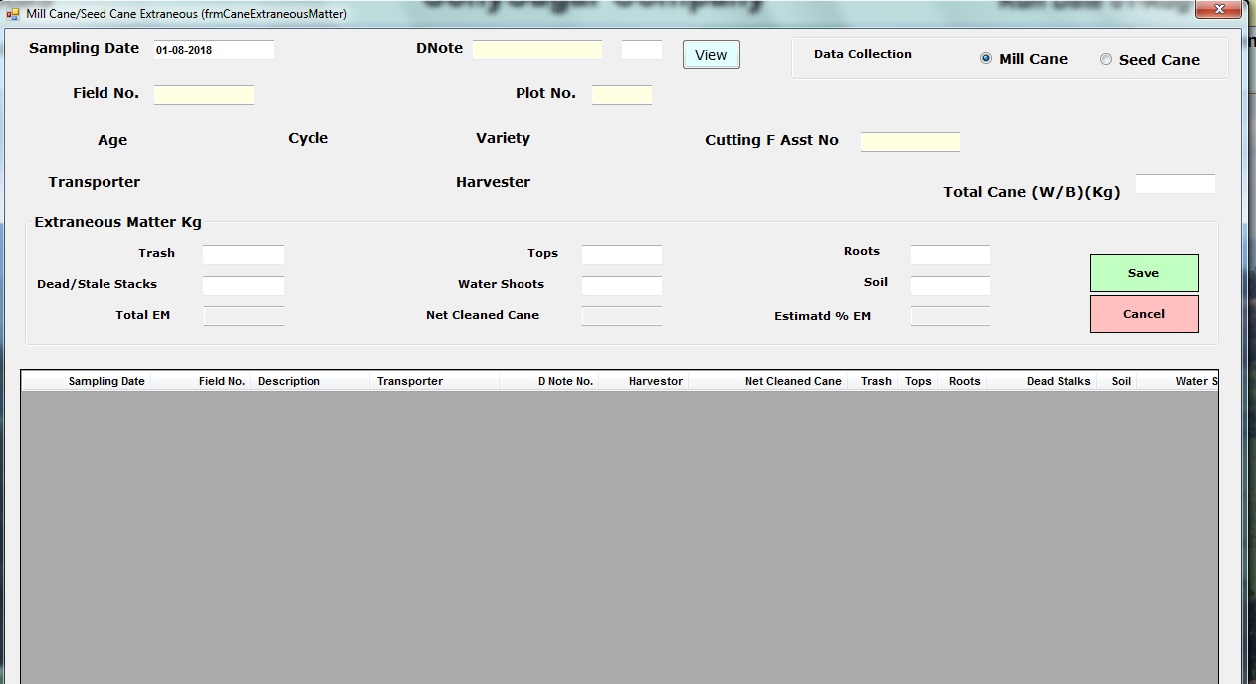 Mill Cane/Seed Cane Extraneous (frmCaneExtraneousMatter)
Sampling Date 01-08-2018 DNote View Data Collection Mill Cane Seed Cane
Field No. Plot No.
Age Cycle Variety Cutting F Asst No
Transporter Harvester Total Cane (W/B)(Kg)
Extraneous Matter Kg
Trash Tops Roots
Dead/Stale Stacks Water Shoots Soil Save
Total EM Net Cleaned Cane Estimatd % EM Cancel
Sampling Date Field No. Description Transporter D Note No. Harvestor Net Cleaned Cane Trash Tops Roots Dead Stalks Soil Water S